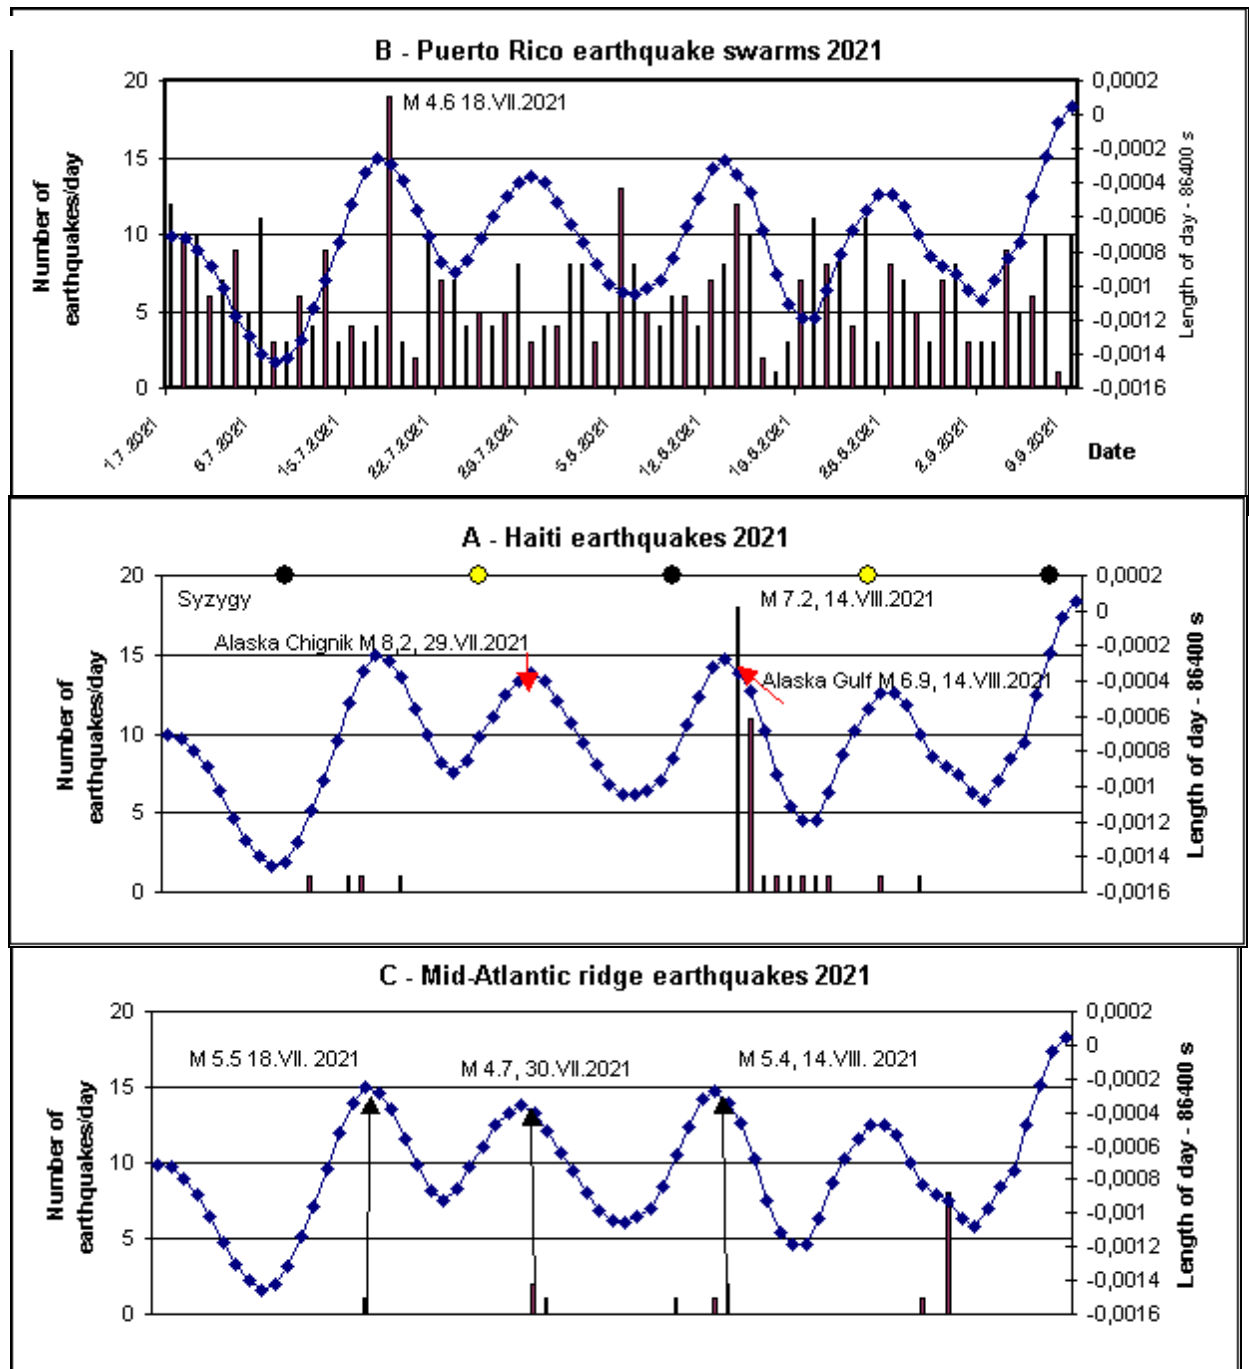 B - Puerto Rico earthquake swarms 2021
Number of
earthquakes/day
20
15
10
5
0
M 4.6 18.VII.2021
0,0002
0
-0,0002
-0,0004
-0,0006
-0,0008
-0,001
-0,0012
-0,0014
-0,0016
Length of day - 86400 s
1.7.2021
15.7.2021
22.7.2021
29.7.2021
5.8.2021
12.8.2021
19.8.2021
26.8.2021
2.9.2021
9.9.2021
Date
A - Haiti earthquakes 2021
Number of
earthquakes/day
20
15
10
5
0
Syzygy
M 7.2, 14.VIII.2021
Alaska Chignik M 8,2, 29.VII.2021
Alaska Gulf M 6.9, 14.VIII.2021
0,0002
0
-0,0002
-0,0004
-0,0006
-0,0008
-0,001
-0,0012
-0,0014
-0,0016
Length of day - 86400 s
C - Mid-Atlantic ridge earthquakes 2021
Number of
earthquakes/day
20
15
10
5
0
M 5.5 18.VII. 2021
M 4.7, 30.VII.2021
M 5.4, 14.VIII. 2021
0,0002
0
-0,0002
-0,0004
-0,0006
-0,0008
-0,001
-0,0012
-0,0014
-0,0016
Length of day - 86400 s